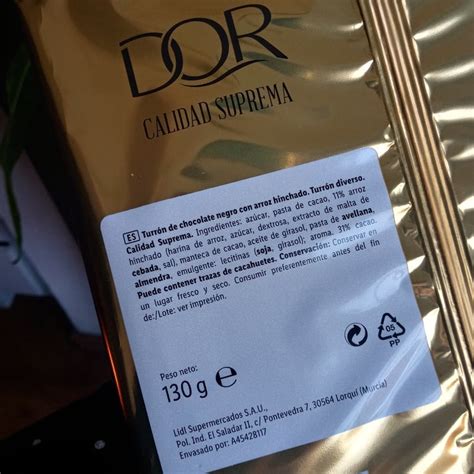 DOR
CALIDAD SUPREMA
ES Turrón de chocolate negro con arroz hinchado. Turrón diverso.
Calidad Suprema. Ingredientes: azúcar, pasta de cacao, 11% arroz
hinchado (harina de arroz, azúcar, dextrosa, extracto de malta de
cebada, sal), manteca de cacao, aceite de girasol, pasta de avellana,
almendra, emulgente: lecitinas (soja, girasol); aroma. 31% cacao.
Puede contener trazas de cacahuetes. Conservación: Conservar en
un lugar fresco y seco. Consumir preferentemente antes del fin
de:/Lote: ver impresión.
Peso neto:
130 g e
05
PP
Lidl Supermercados S.A.U.,
Pol. Ind. El Saladar II, c/ Pontevedra 7, 30564 Lorquí (Murcia)
Envasado por: A45428117